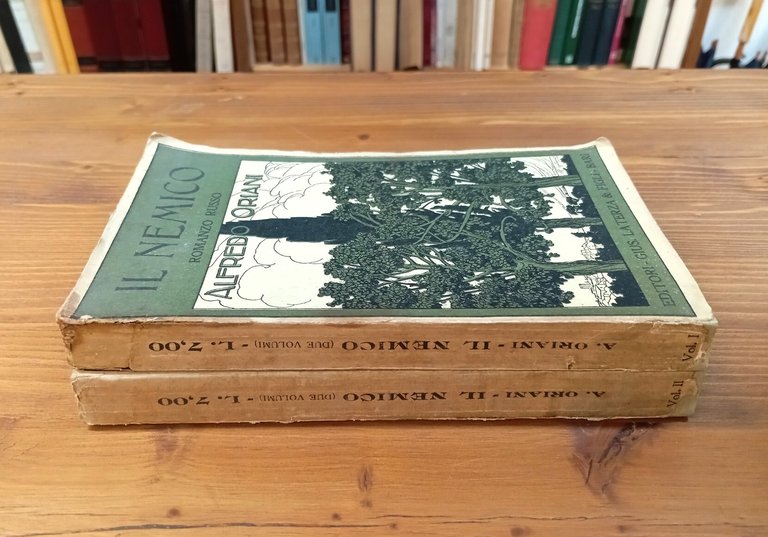 IL NEMICO
ROMANZO RUSSO
ALFREDO ORIANI
EDITORI-GIUS. LATERZA & FIGLI-BARI
A. ORIANI - IL NEMICO (DUE VOLUMI) - L. 7,00
Vol. I
A. ORIANI - IL NEMICO (DUE VOLUMI) - L. 7,00
Vol. II